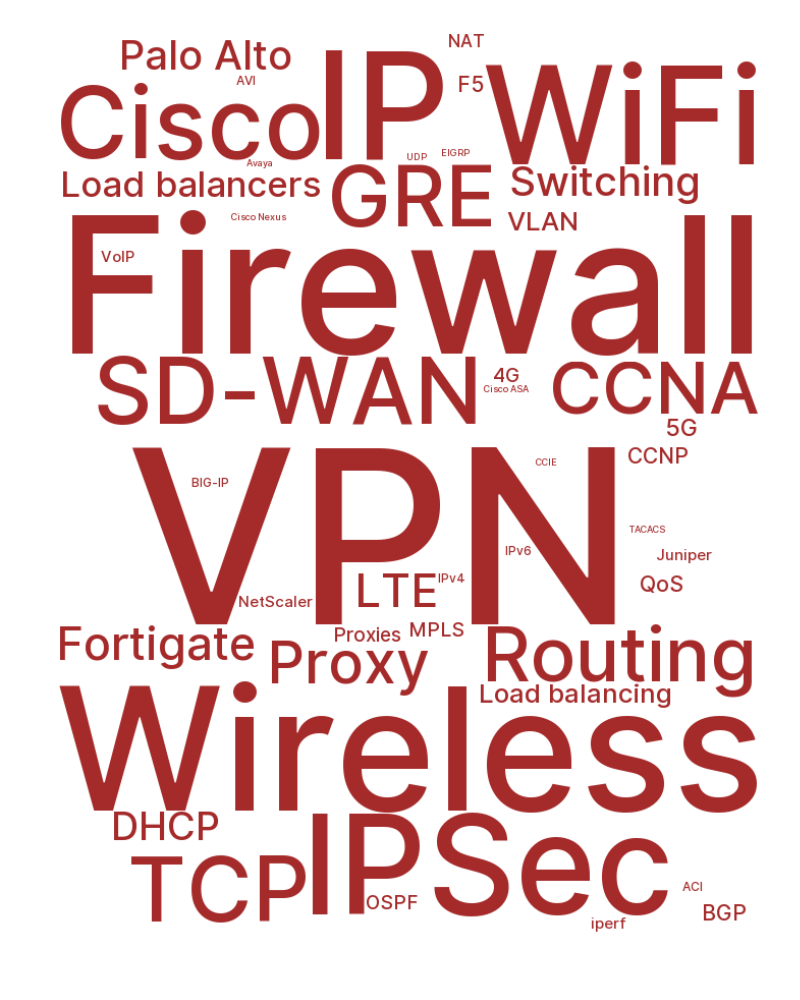 Palo Alto
NAT
AVI
F5
Cisco
IP
WiFi
UDP
EIGRP
Avaya
Load balancers
GRE
Switching
Cisco Nexus
VLAN
Firewall
VoIP
SD-WAN
4G
Cisco ASA
CCNA
5G
VPN
CCNP
CCIE
BIG-IP
TACACS
IPv6
Juniper
LTE
IPv4
QoS
NetScaler
Fortigate
Proxies
MPLS
Proxy
Routing
Load balancing
Wireless
DHCP
IPSec
TCP
OSPF
ACI
BGP
iperf